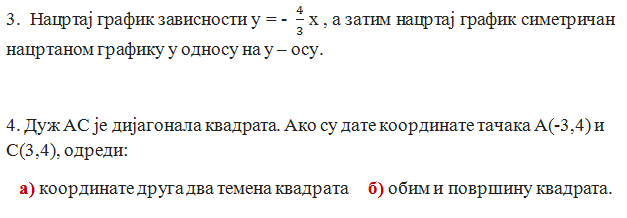 3. Нацртај график зависности y = - 4/3 x , а затим нацртај график симетричан
нацртаном графику у односу на y – осу.
4. Дуж АС је дијагонала квадрата. Ако су дате координате тачака А(-3,4) и
С(3,4), одреди:
а) координате друга два темена квадрата б) обим и површину квадрата.